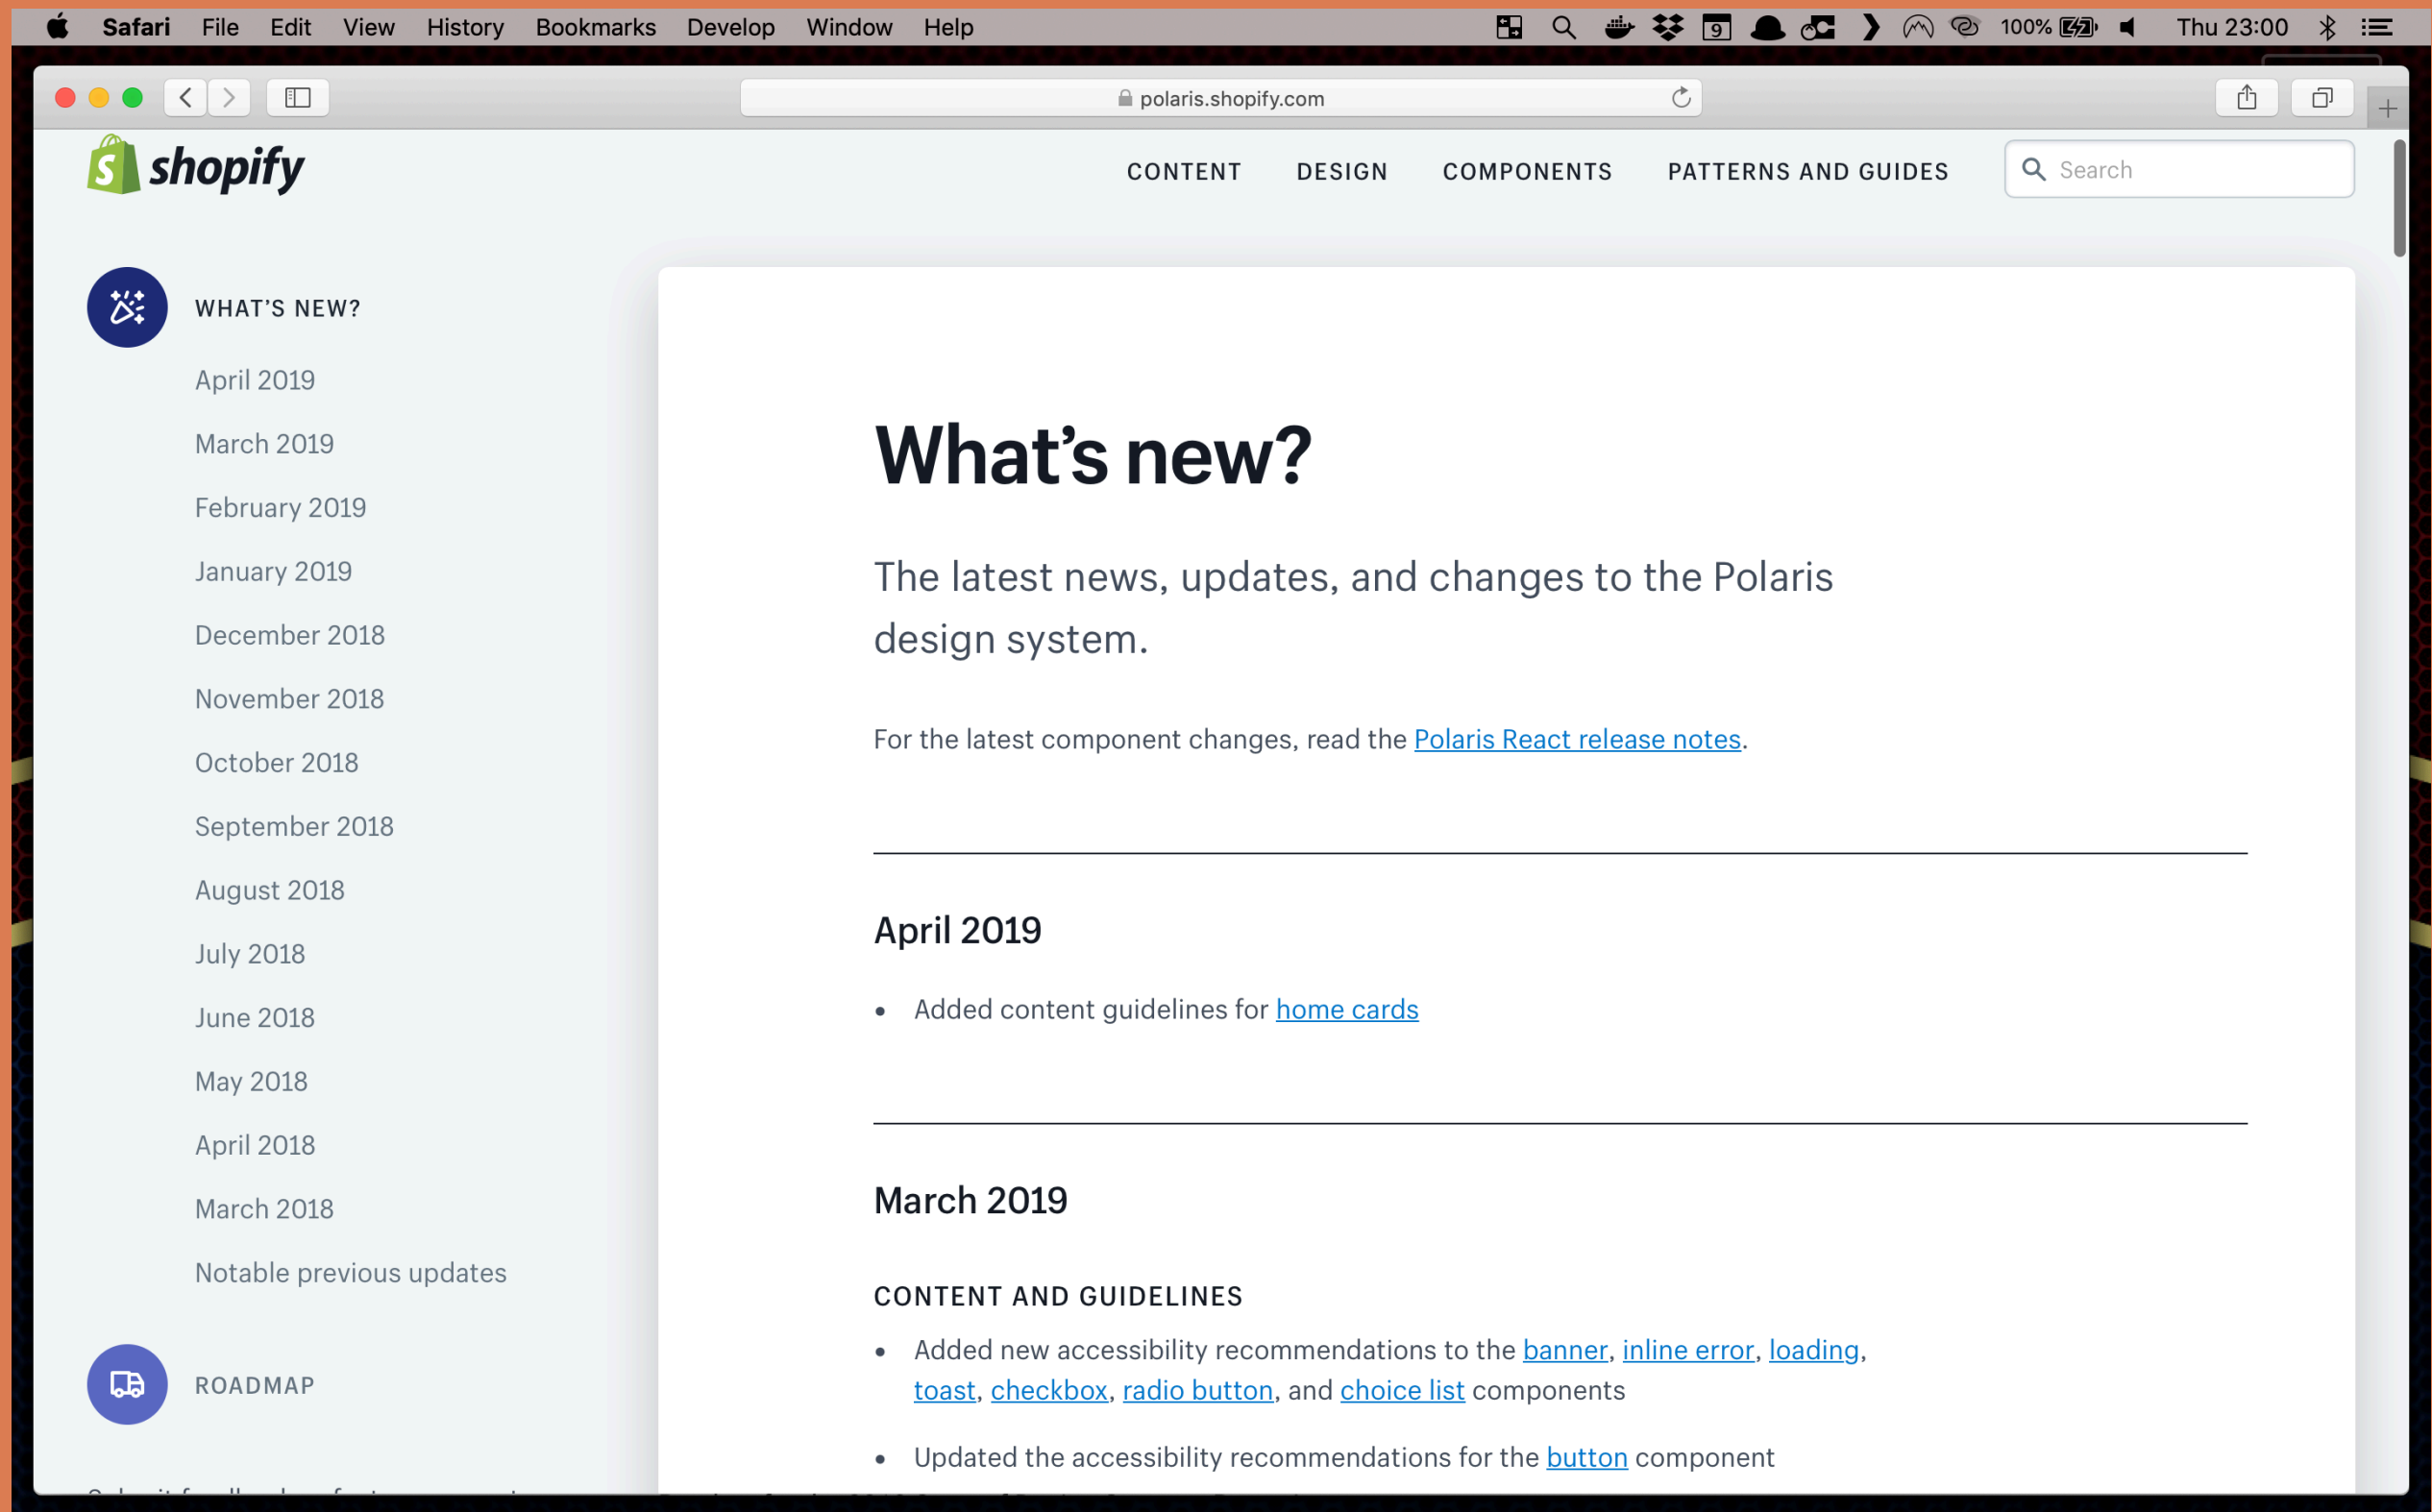 Safari File Edit View History Bookmarks Develop Window Help 9 100% Thu 23:00
polaris.shopify.com
shopify
CONTENT DESIGN COMPONENTS PATTERNS AND GUIDES Search
WHAT’S NEW?
April 2019
March 2019
February 2019
January 2019
December 2018
November 2018
October 2018
September 2018
August 2018
July 2018
June 2018
May 2018
April 2018
March 2018
Notable previous updates
ROADMAP
What’s new?
The latest news, updates, and changes to the Polaris
design system.
For the latest component changes, read the Polaris React release notes.
April 2019
• Added content guidelines for home cards
March 2019
CONTENT AND GUIDELINES
• Added new accessibility recommendations to the banner, inline error, loading,
toast, checkbox, radio button, and choice list components
• Updated the accessibility recommendations for the button component